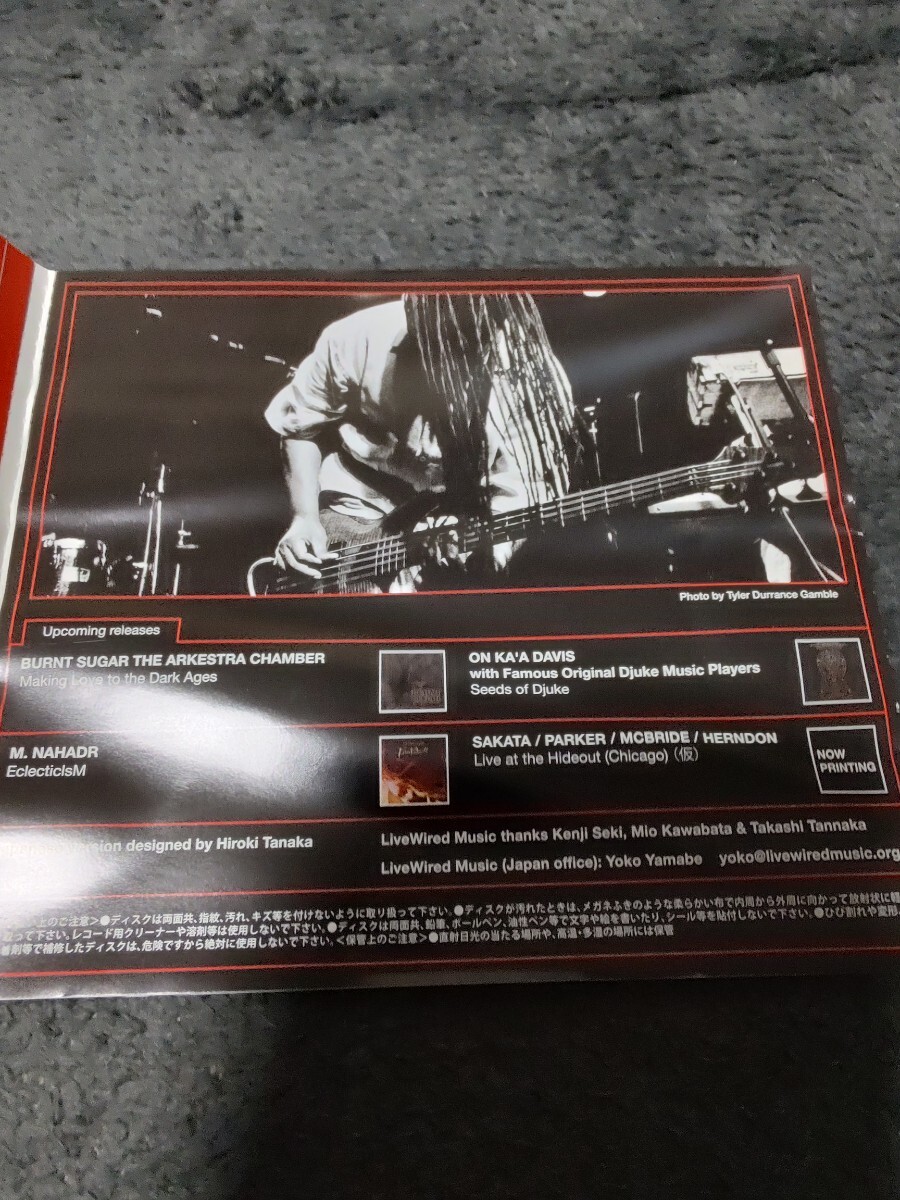 Photo by Tyler Durrance Gamble
Upcoming releases
BURNT SUGAR THE ARKESTRA CHAMBER
Making Love to the Dark Ages
ON KA'A DAVIS
with Famous Original Djuke Music Players
Seeds of Djuke
M. NAHADR
EclecticIsM
SAKATA / PARKER / MCBRIDE / HERNDON
Live at the Hideout (Chicago)（仮）
NOW
PRINTING
designed by Hiroki Tanaka
LiveWired Music thanks Kenji Seki, Mio Kawabata & Takashi Tannaka
LiveWired Music (Japan office): Yoko Yamabe yoko@livewiredmusic.org
上のご注意＞●ディスクは両面共、指紋、汚れ、キズ等を付けないように取り扱って下さい。●ディスクが汚れたときは、メガネふきのような柔らかい布で内周から外周に向かって放射状に軽
って下さい。レコード用クリーナーや溶剤等は使用しないで下さい。●ディスクは両面共、鉛筆、ボールペン、油性ペン等で文字や絵を書いたり、シール等を貼付しないで下さい。●ひび割れや変形、
剤等で補修したディスクは、危険ですから絶対に使用しないで下さい。＜保管上のご注意＞●直射日光の当たる場所や、高温・多湿の場所には保管